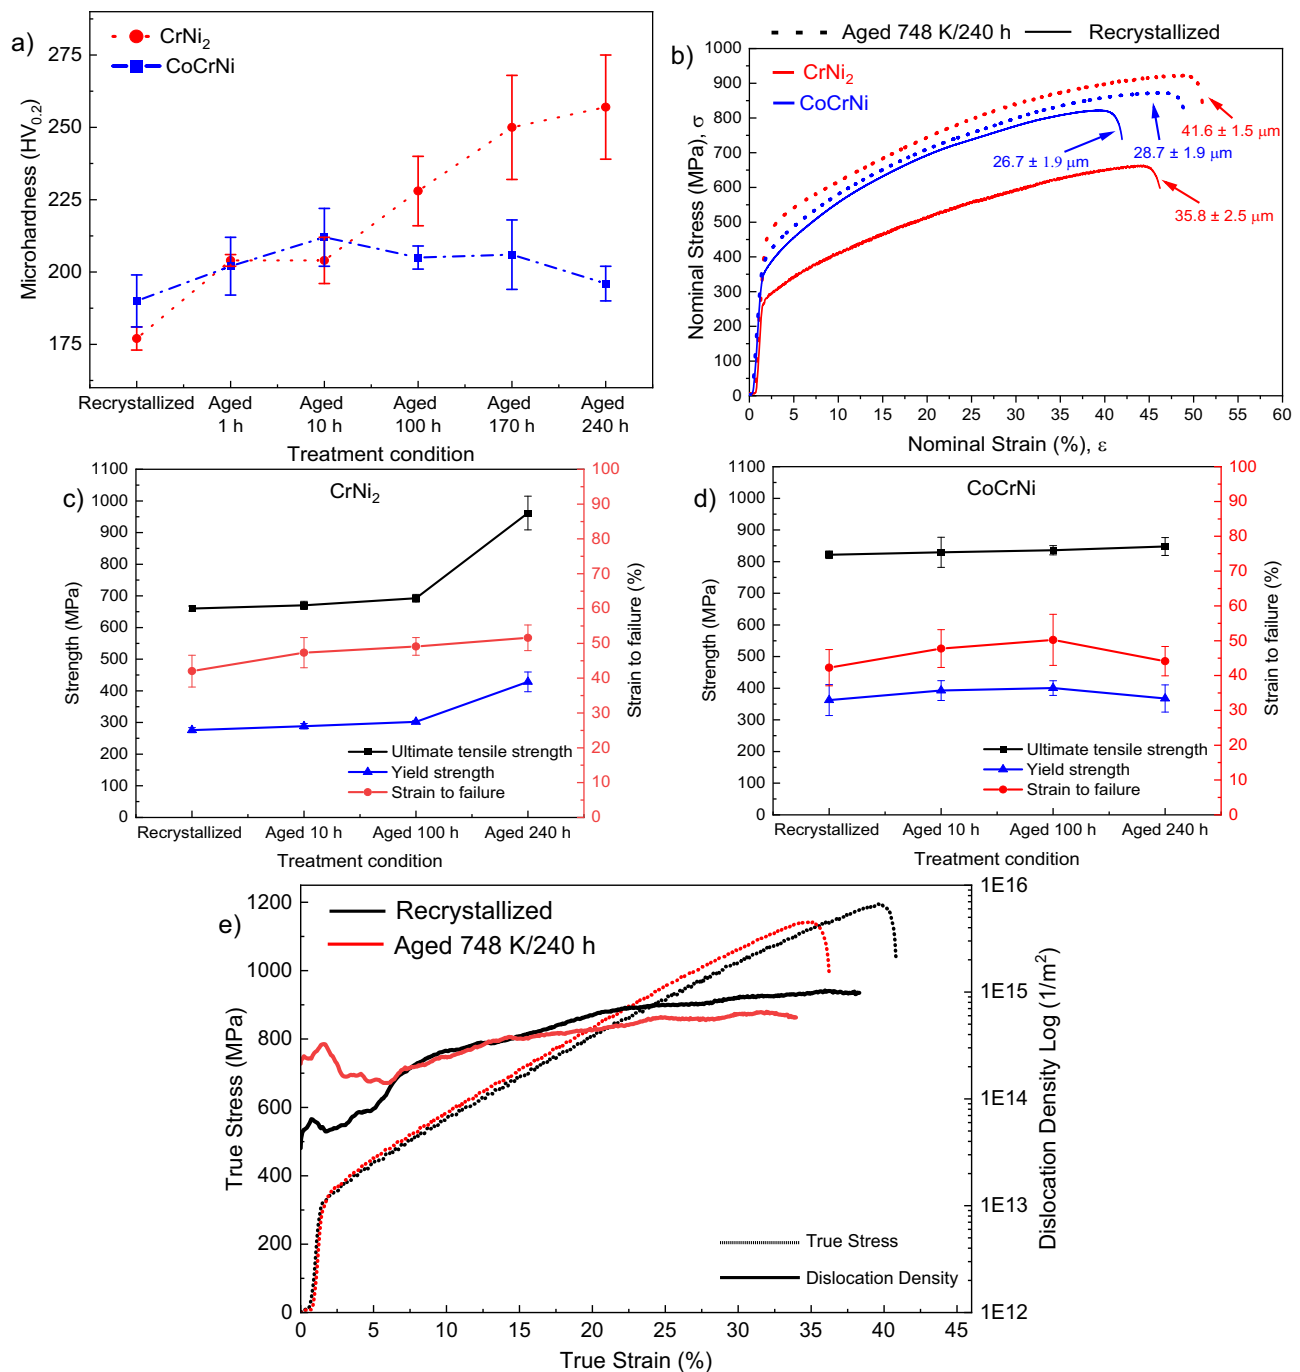 a)
CrNi₂
CoCrNi
Microhardness (HV₀.₂)
275
250
225
200
175
Recrystallized
Aged 1 h
Aged 10 h
Aged 100 h
Aged 170 h
Aged 240 h
Treatment condition
b)
Aged 748 K/240 h
Recrystallized
CrNi₂
CoCrNi
Nominal Stress (MPa), σ
1000
900
800
700
600
500
400
300
200
100
0
41.6 ± 1.5 μm
28.7 ± 1.9 μm
26.7 ± 1.9 μm
35.8 ± 2.5 μm
0 5 10 15 20 25 30 35 40 45 50 55 60
Nominal Strain (%), ε
c)
CrNi₂
Strength (MPa)
1100
1000
900
800
700
600
500
400
300
200
100
0
Strain to failure (%)
100
90
80
70
60
50
40
30
20
10
0
Ultimate tensile strength
Yield strength
Strain to failure
Recrystallized Aged 10 h Aged 100 h Aged 240 h
Treatment condition
d)
CoCrNi
Strength (MPa)
1100
1000
900
800
700
600
500
400
300
200
100
0
Strain to failure (%)
100
90
80
70
60
50
40
30
20
10
0
Ultimate tensile strength
Yield strength
Strain to failure
Recrystallized Aged 10 h Aged 100 h Aged 240 h
Treatment condition
e)
Recrystallized
Aged 748 K/240 h
True Stress (MPa)
1200
1000
800
600
400
200
0
Dislocation Density Log (1/m²)
1E16
1E15
1E14
1E13
1E12
True Stress
Dislocation Density
0 5 10 15 20 25 30 35 40 45
True Strain (%)